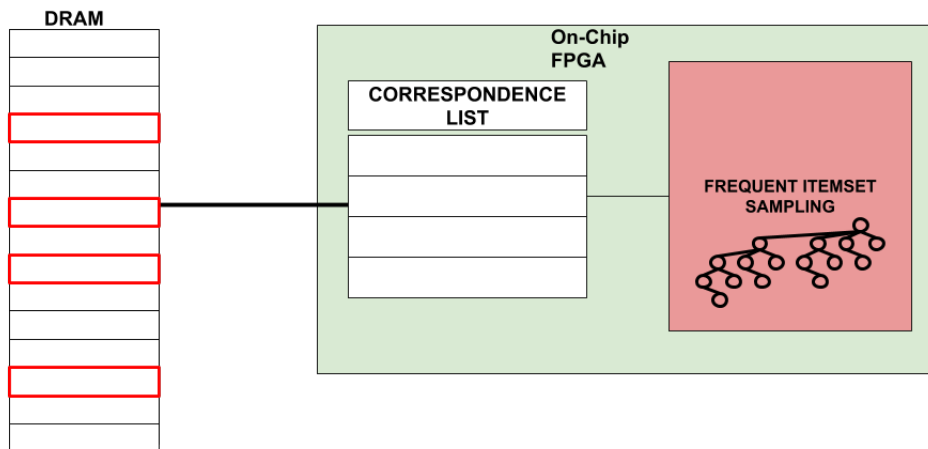 DRAM
On-Chip
FPGA
CORRESPONDENCE
LIST
FREQUENT ITEMSET
SAMPLING